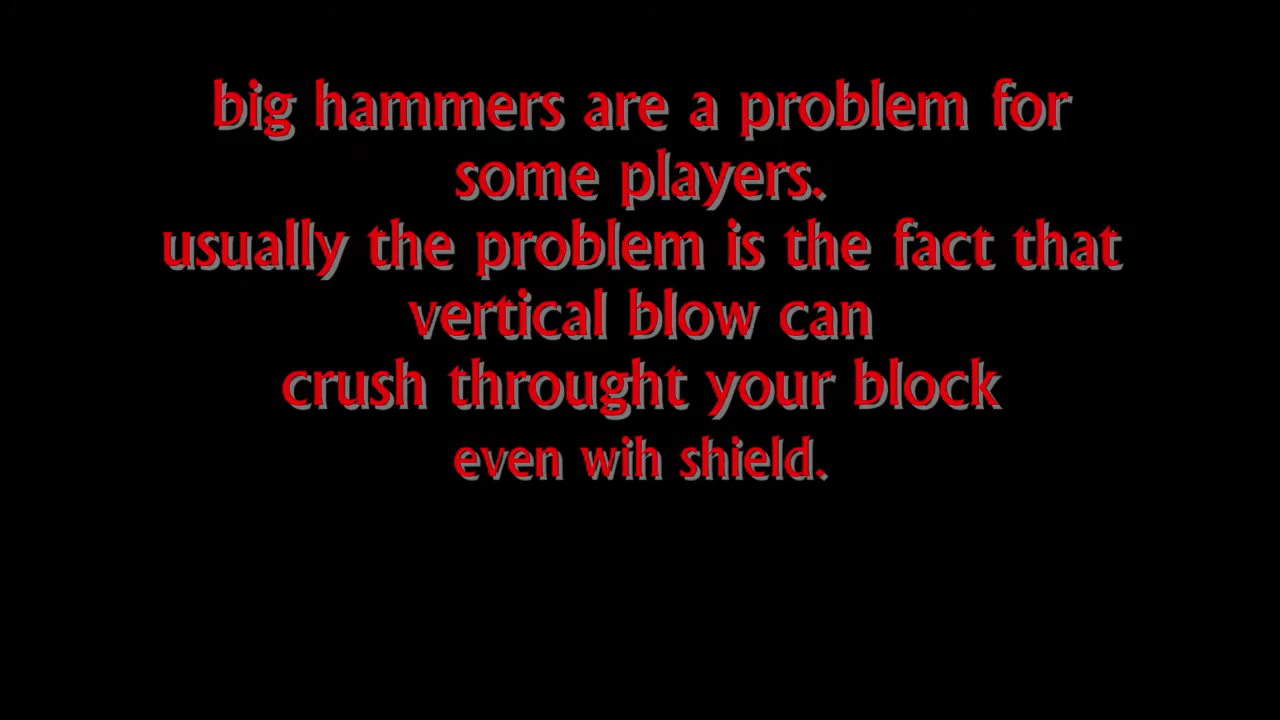 big hammers are a problem for
some players.
usually the problem is the fact that
vertical blow can
crush throught your block
even wih shield.